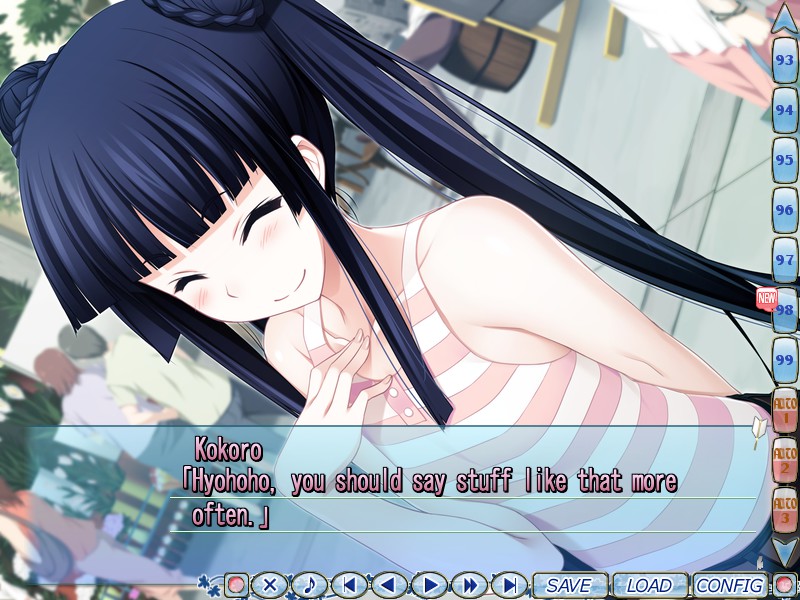 93
94
95
96
97
NEW
98
99
AUTO
1
AUTO
2
AUTO
3
Kokoro
「Hyohoho, you should say stuff like that more
often.」
SAVE LOAD CONFIG